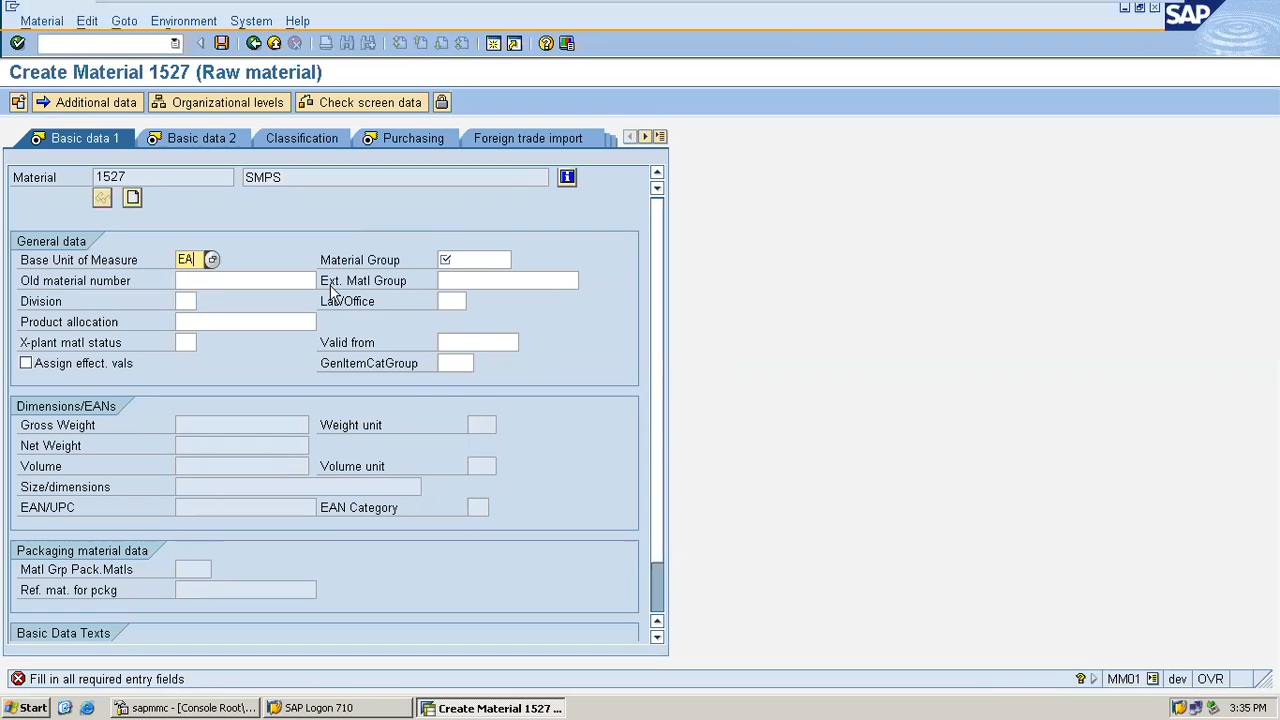 Material Edit Goto Environment System Help
SAP
Create Material 1527 (Raw material)
Additional data Organizational levels Check screen data
Basic data 1 Basic data 2 Classification Purchasing Foreign trade import
Material 1527 SMPS
General data
Base Unit of Measure EA Material Group
Old material number Ext. Matl Group
Division Lab/Office
Product allocation
X-plant matl status Valid from
Assign effect. vals GenItemCatGroup
Dimensions/EANs
Gross Weight Weight unit
Net Weight
Volume Volume unit
Size/dimensions
EAN/UPC EAN Category
Packaging material data
Matl Grp Pack.Matls
Ref. mat. for pckg
Basic Data Texts
Fill in all required entry fields MM01 dev OVR
Start sapmmc - [Console Root\... SAP Logon 710 Create Material 1527 ... 3:35 PM